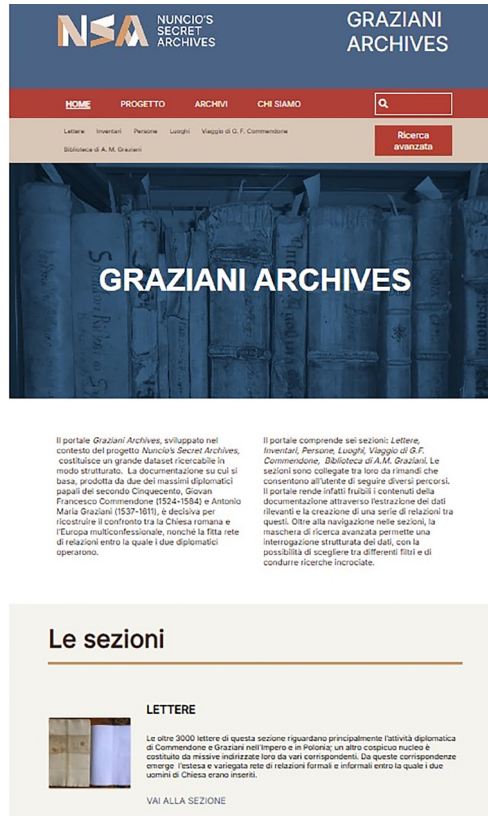 NSA NUNCIO'S
SECRET
ARCHIVES
GRAZIANI
ARCHIVES
HOME PROGETTO ARCHIVI CHI SIAMO
Lettere Inventari Persone Luoghi Viaggio di G. F. Commendone
Biblioteca di A. M. Graziani
Ricerca
avanzata
GRAZIANI ARCHIVES
Il portale Graziani Archives, sviluppato nel
contesto del progetto Nuncio's Secret Archives,
costituisce un grande dataset ricercabile in
modo strutturato. La documentazione su cui si
basa, prodotta da due dei massimi diplomatici
papali del secondo Cinquecento, Giovan
Francesco Commendone (1524-1584) e Antonio
Maria Graziani (1537-1611), è decisiva per
ricostruire il confronto tra la Chiesa romana e
l'Europa multiconfessionale, nonché la fitta rete
di relazioni entro la quale i due diplomatici
operarono.
Il portale comprende sei sezioni: Lettere,
Inventari, Persone, Luoghi, Viaggio di G.F.
Commendone, Biblioteca di A.M. Graziani. Le
sezioni sono collegate tra loro da rimandi che
consentono all'utente di seguire diversi percorsi.
Il portale rende infatti fruibili i contenuti della
documentazione attraverso l'estrazione dei dati
rilevanti e la creazione di una serie di relazioni tra
questi. Oltre alla navigazione nelle sezioni, la
maschera di ricerca avanzata permette una
interrogazione strutturata dei dati, con la
possibilità di scegliere tra differenti filtri e di
condurre ricerche incrociate.
Le sezioni
LETTERE
Le oltre 3000 lettere di questa sezione riguardano principalmente l'attività diplomatica
di Commendone e Graziani nell'Impero e in Polonia; un altro cospicuo nucleo è
costituito da missive indirizzate loro da vari corrispondenti. Da queste corrispondenze
emerge l'estesa e variegata rete di relazioni formali e informali entro la quale i due
uomini di Chiesa erano inseriti.
VAI ALLA SEZIONE